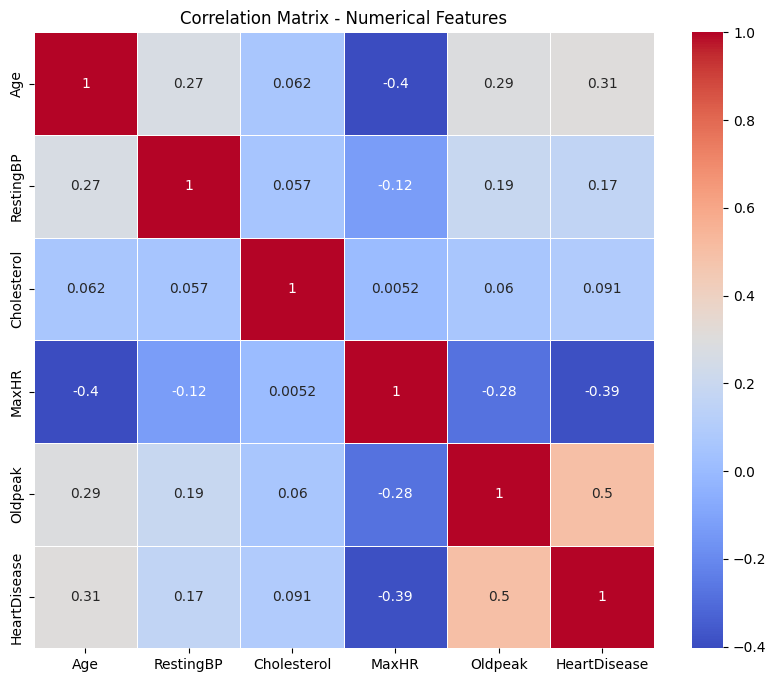 Correlation Matrix - Numerical Features
Age 1 0.27 0.062 -0.4 0.29 0.31
RestingBP 0.27 1 0.057 -0.12 0.19 0.17
Cholesterol 0.062 0.057 1 0.0052 0.06 0.091
MaxHR -0.4 -0.12 0.0052 1 -0.28 -0.39
Oldpeak 0.29 0.19 0.06 -0.28 1 0.5
HeartDisease 0.31 0.17 0.091 -0.39 0.5 1
Age RestingBP Cholesterol MaxHR Oldpeak HeartDisease
1.0
0.8
0.6
0.4
0.2
0.0
−0.2
−0.4